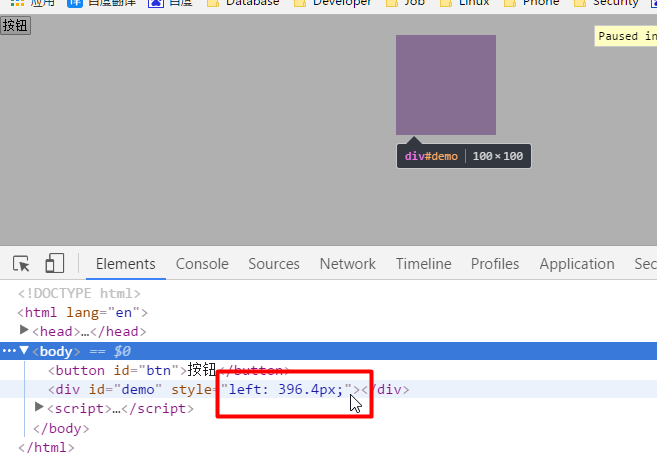 应用 百度翻译 百度 Database Developer Job Linux Phone Security
按钮
Paused in
div#demo 100×100
Elements Console Sources Network Timeline Profiles Application Sec
<!DOCTYPE html>
<html lang="en">
▶<head>…</head>
…▼<body> == $0
<button id="btn">按钮</button>
<div id="demo" style="left: 396.4px;"></div>
▶<script>…</script>
</body>
</html>